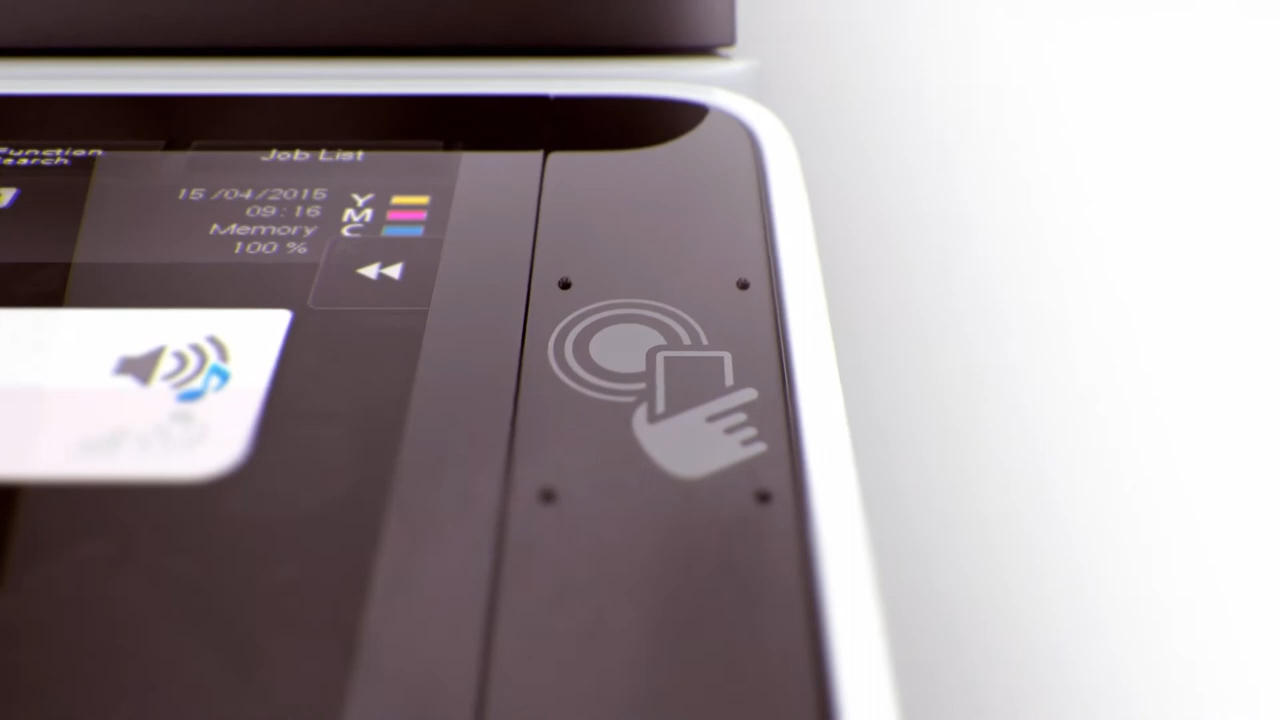 Function
Search
Job List
15/04/2015
09:16
Memory
100 %
Y
M
C